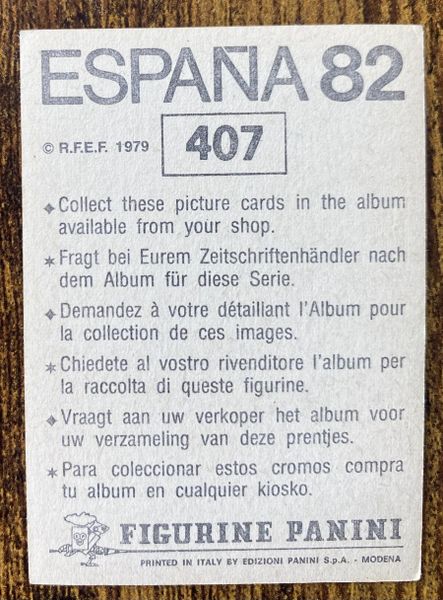 ESPAÑA 82
© R.F.E.F. 1979 407
Collect these picture cards in the album
available from your shop.
Fragt bei Eurem Zeitschriftenhändler nach
dem Album für diese Serie.
Demandez à votre détaillant l'Album pour
la collection de ces images.
Chiedete al vostro rivenditore l'album per
la raccolta di queste figurine.
Vraagt aan uw verkoper het album voor
uw verzameling van deze prentjes.
Para coleccionar estos cromos compra
tu album en cualquier kiosko.
FIGURINE PANINI
PRINTED IN ITALY BY EDIZIONI PANINI S.p.A. - MODENA